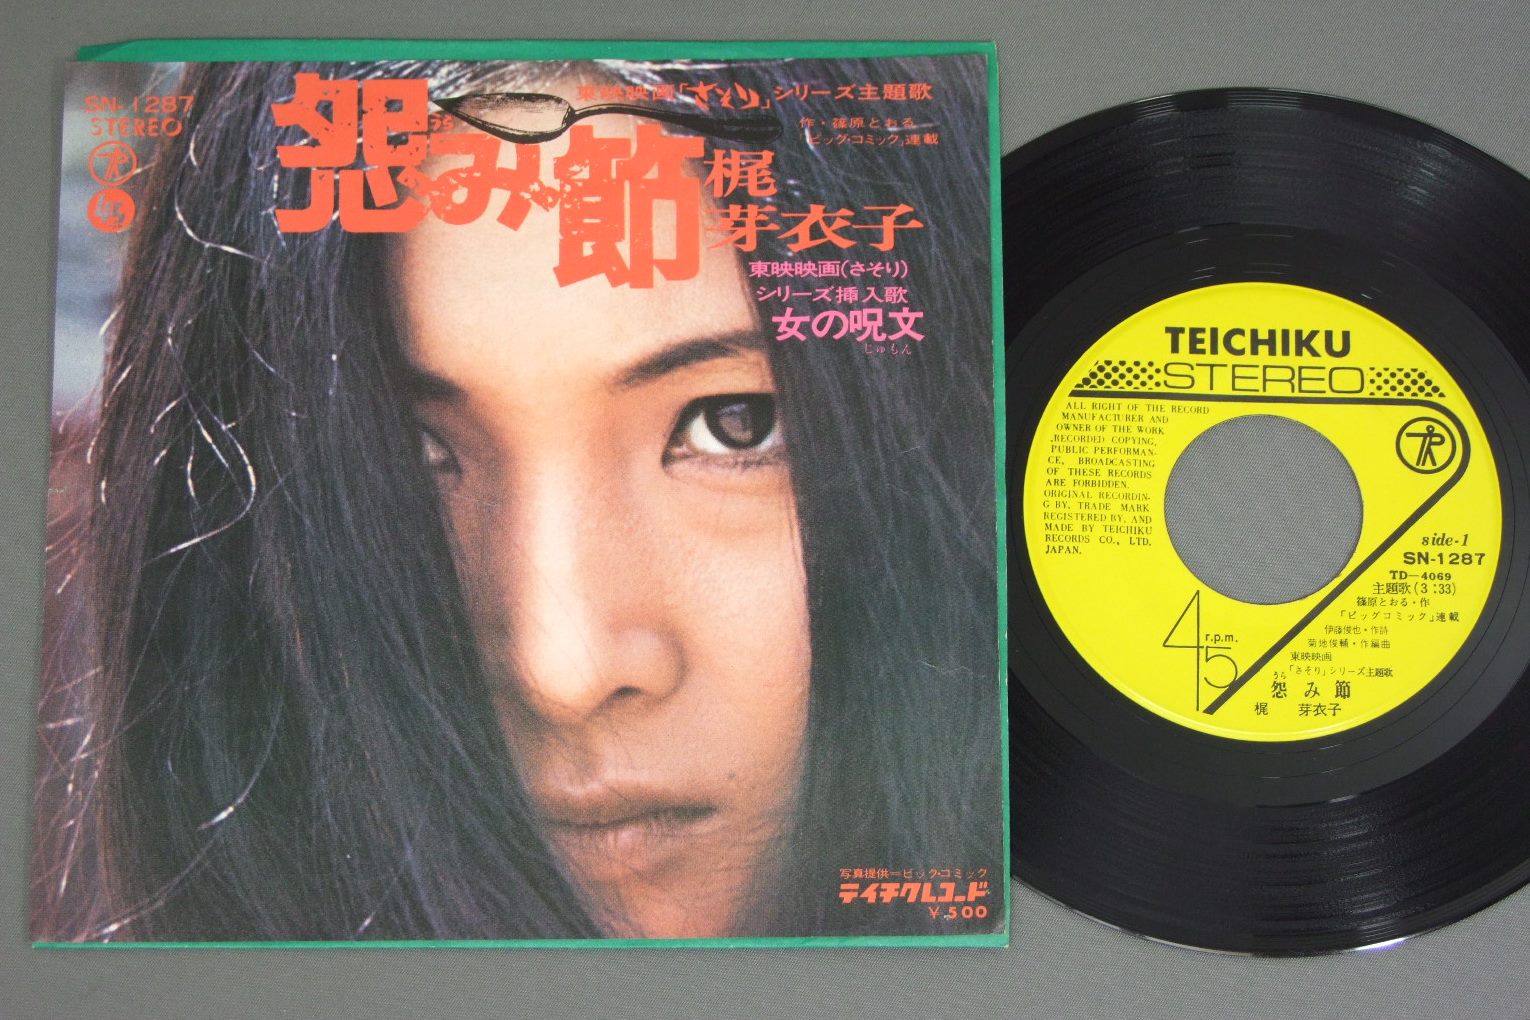 SN-1287
STEREO
45
怨み節
うら
東映映画「さそり」シリーズ主題歌
作・篠原とおる
「ビッグ・コミック」連載
梶
芽衣子
東映映画(さそり)
シリーズ挿入歌
女の呪文
じゅもん
写真提供=ビック・コミック
テイチクレコード
¥500
TEICHIKU
STEREO
ALL RIGHT OF THE RECORD
MANUFACTURER AND
OWNER OF THE WORK
,RECORDED COPYING,
PUBLIC PERFORMAN-
CE, BROADCASTING
OF THESE RECORDS
ARE FORBIDDEN.
ORIGINAL RECORDIN-
G BY, TRADE MARK
REGISTERED BY, AND
MADE BY TEICHIKU
RECORDS CO., LTD.
JAPAN.
side-1
SN-1287
TD-4069
主題歌(3:33)
篠原とおる・作
「ビッグコミック」連載
伊藤俊也・作詩
菊地俊輔・作編曲
東映映画
「さそり」シリーズ主題歌
うら
怨み節
梶 芽衣子
45 r.p.m.